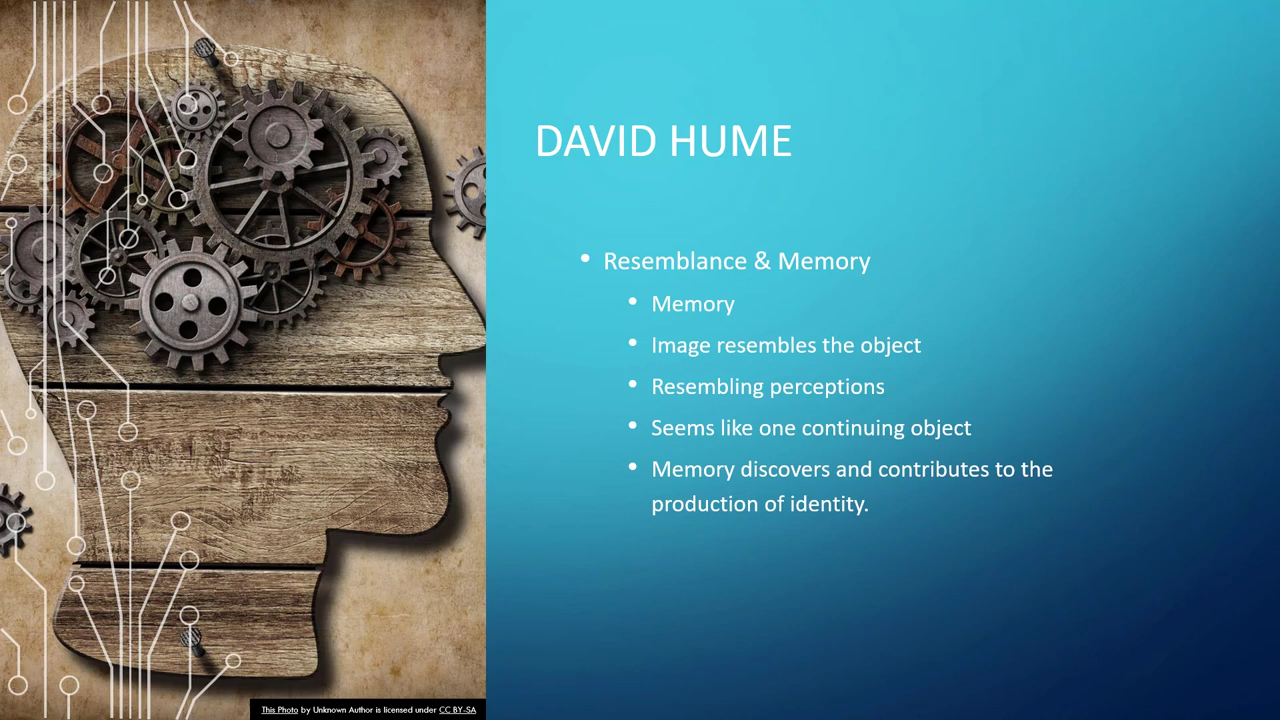 DAVID HUME
• Resemblance & Memory
• Memory
• Image resembles the object
• Resembling perceptions
• Seems like one continuing object
• Memory discovers and contributes to the
production of identity.
This Photo by Unknown Author is licensed under CC BY-SA